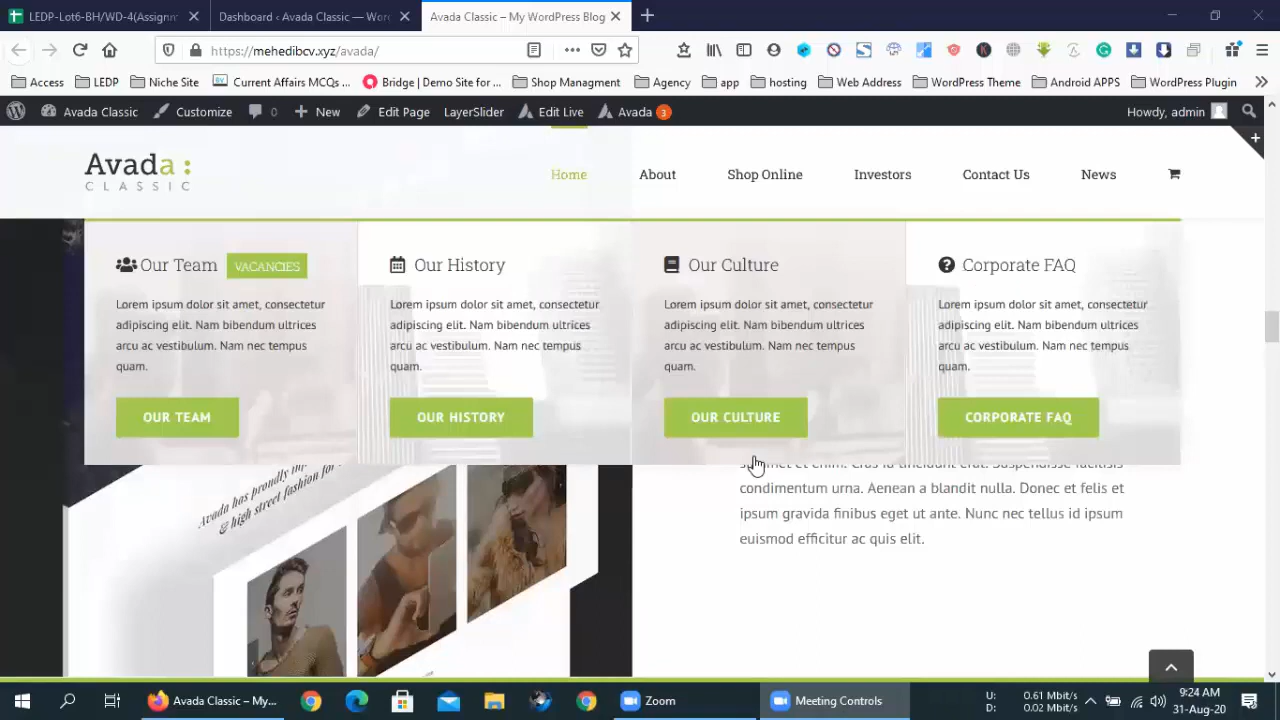 LEDP-Lot6-BH/WD-4(Assignm
Dashboard ‹ Avada Classic — Wor
Avada Classic – My WordPress Blog
https://mehedibcv.xyz/avada/
Access
LEDP
Niche Site
Current Affairs MCQs ...
Bridge | Demo Site for ...
Shop Managment
Agency
app
hosting
Web Address
WordPress Theme
Android APPS
WordPress Plugin
Avada Classic
Customize
0
New
Edit Page
LayerSlider
Edit Live
Avada
3
Howdy, admin
Avada :
CLASSIC
Home
About
Shop Online
Investors
Contact Us
News
Our Team
VACANCIES
Lorem ipsum dolor sit amet, consectetur
adipiscing elit. Nam bibendum ultrices
arcu ac vestibulum. Nam nec tempus
quam.
OUR TEAM
Our History
Lorem ipsum dolor sit amet, consectetur
adipiscing elit. Nam bibendum ultrices
arcu ac vestibulum. Nam nec tempus
quam.
OUR HISTORY
Our Culture
Lorem ipsum dolor sit amet, consectetur
adipiscing elit. Nam bibendum ultrices
arcu ac vestibulum. Nam nec tempus
quam.
OUR CULTURE
Corporate FAQ
Lorem ipsum dolor sit amet, consectetur
adipiscing elit. Nam bibendum ultrices
arcu ac vestibulum. Nam nec tempus
quam.
CORPORATE FAQ
Avada has proudly
& high street fashion for
condimentum urna. Aenean a blandit nulla. Donec et felis et
ipsum gravida finibus eget ut ante. Nunc nec tellus id ipsum
euismod efficitur ac quis elit.
Avada Classic – My...
Zoom
Meeting Controls
U: 0.61 Mbit/s
D: 0.02 Mbit/s
9:24 AM
31-Aug-20